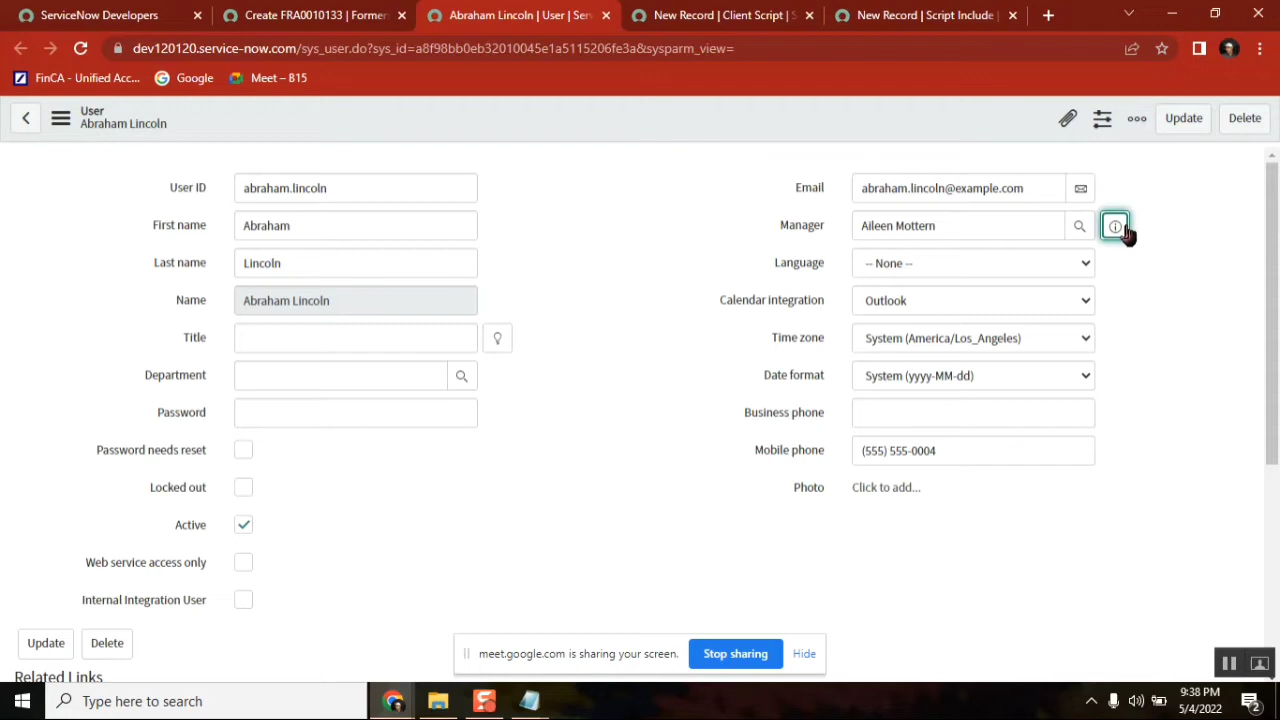 ServiceNow Developers
Create FRA0010133 | Former
Abraham Lincoln | User | Serv
New Record | Client Script | S
New Record | Script Include |
dev120120.service-now.com/sys_user.do?sys_id=a8f98bb0eb32010045e1a5115206fe3a&sysparm_view=
FinCA - Unified Acc...
Google
Meet – B15
User
Abraham Lincoln
Update
Delete
User ID
abraham.lincoln
Email
abraham.lincoln@example.com
First name
Abraham
Manager
Aileen Mottern
Last name
Lincoln
Language
-- None --
Name
Abraham Lincoln
Calendar integration
Outlook
Title
Time zone
System (America/Los_Angeles)
Department
Date format
System (yyyy-MM-dd)
Password
Business phone
Password needs reset
Mobile phone
(555) 555-0004
Locked out
Photo
Click to add...
Active
Web service access only
Internal Integration User
Update
Delete
meet.google.com is sharing your screen.
Stop sharing
Hide
Related Links
Type here to search
9:38 PM
5/4/2022
2